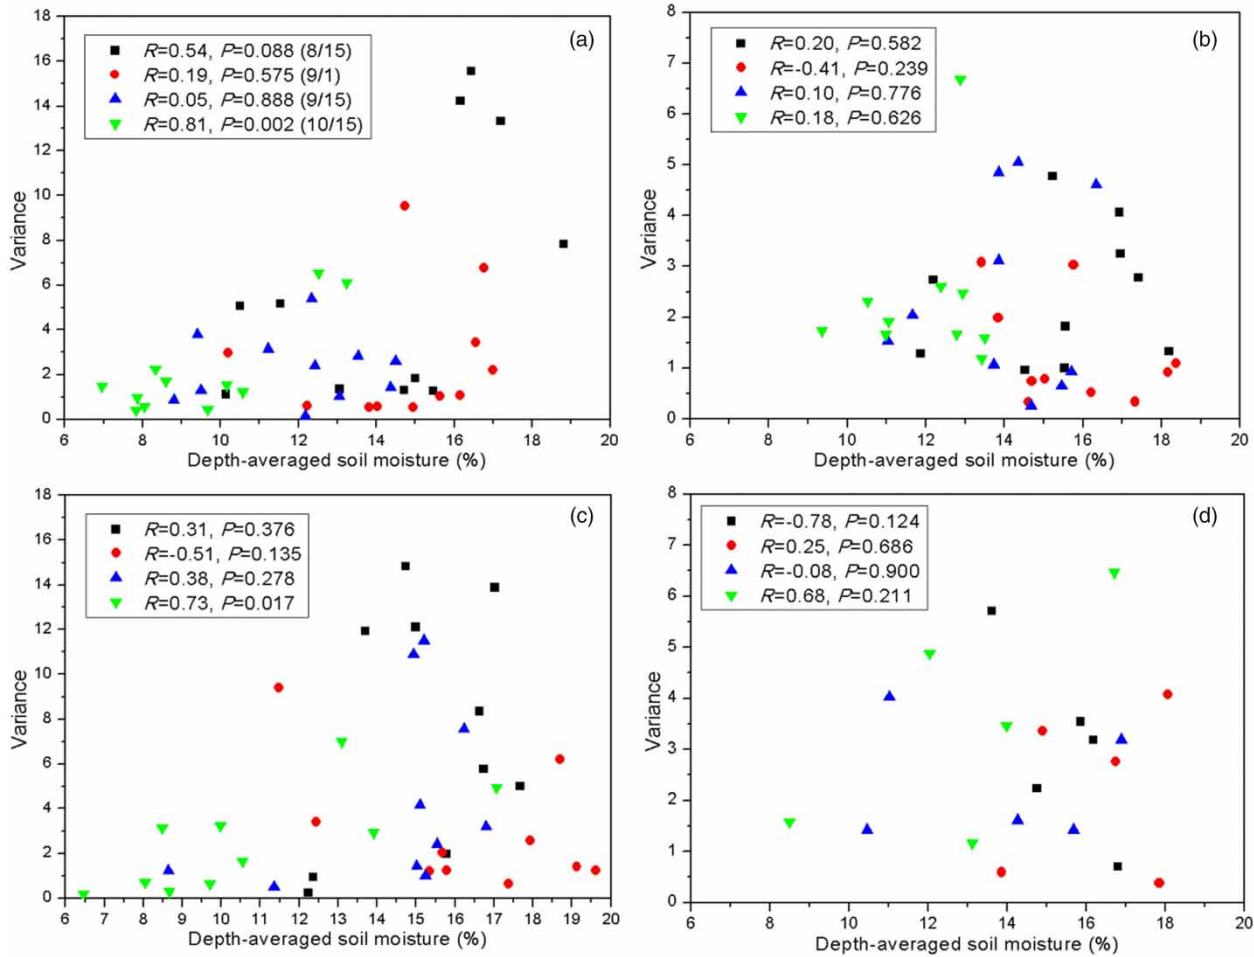 (a)
R=0.54, P=0.088 (8/15)
R=0.19, P=0.575 (9/1)
R=0.05, P=0.888 (9/15)
R=0.81, P=0.002 (10/15)
18
16
14
12
10
8
6
4
2
0
Variance
6 8 10 12 14 16 18 20
Depth-averaged soil moisture (%)
(b)
R=0.20, P=0.582
R=-0.41, P=0.239
R=0.10, P=0.776
R=0.18, P=0.626
8
7
6
5
4
3
2
1
0
Variance
6 8 10 12 14 16 18 20
Depth-averaged soil moisture (%)
(c)
R=0.31, P=0.376
R=-0.51, P=0.135
R=0.38, P=0.278
R=0.73, P=0.017
18
16
14
12
10
8
6
4
2
0
Variance
6 7 8 9 10 11 12 13 14 15 16 17 18 19 20
Depth-averaged soil moisture (%)
(d)
R=-0.78, P=0.124
R=0.25, P=0.686
R=-0.08, P=0.900
R=0.68, P=0.211
8
7
6
5
4
3
2
1
0
Variance
6 8 10 12 14 16 18 20
Depth-averaged soil moisture (%)